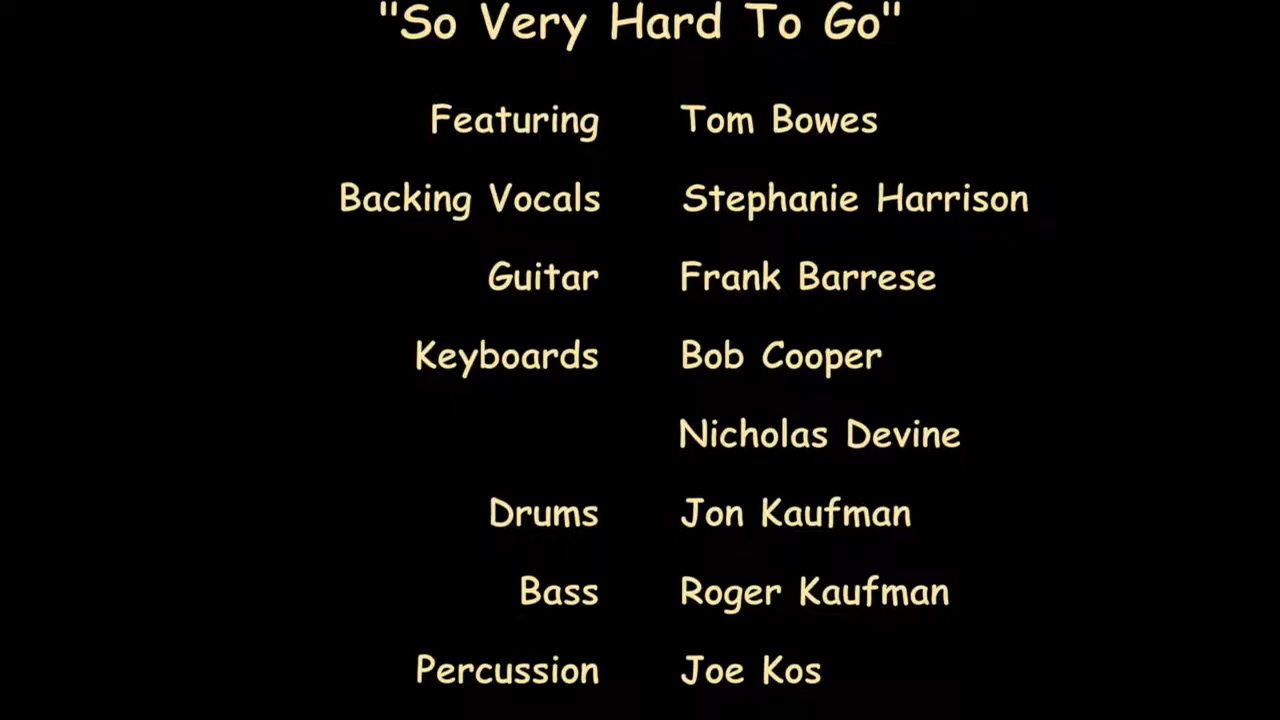 "So Very Hard To Go"
Featuring Tom Bowes
Backing Vocals Stephanie Harrison
Guitar Frank Barrese
Keyboards Bob Cooper
Nicholas Devine
Drums Jon Kaufman
Bass Roger Kaufman
Percussion Joe Kos